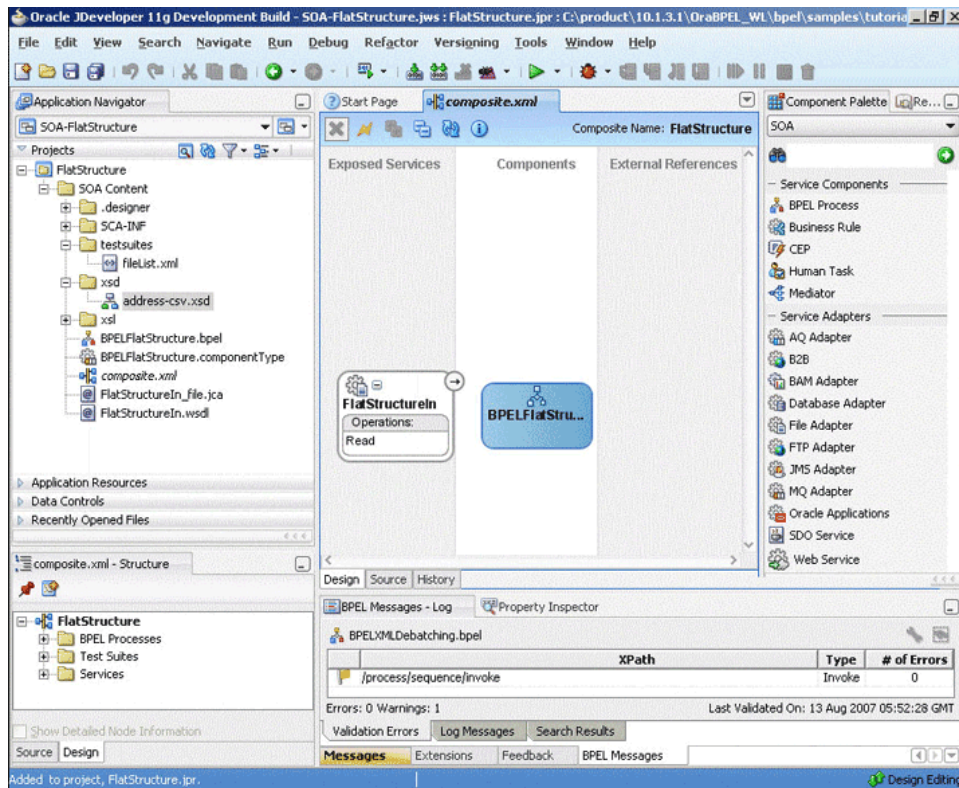 Oracle JDeveloper 11g Development Build - SOA-FlatStructure.jws : FlatStructure.jpr : C:\product\10.1.3.1\OraBPEL_WL\bpel\samples\tutoria
File Edit View Search Navigate Run Debug Refactor Versioning Tools Window Help
Application Navigator
SOA-FlatStructure
Projects
FlatStructure
SOA Content
.designer
SCA-INF
testsuites
fileList.xml
xsd
address-csv.xsd
xsl
BPELFlatStructure.bpel
BPELFlatStructure.componentType
composite.xml
FlatStructureIn_file.jca
FlatStructureIn.wsdl
Application Resources
Data Controls
Recently Opened Files
composite.xml - Structure
FlatStructure
BPEL Processes
Test Suites
Services
Show Detailed Node Information
Source Design
Start Page composite.xml
Composite Name: FlatStructure
Exposed Services Components External References
FlatStructureIn
Operations:
Read
BPELFlatStru...
Design Source History
Component Palette Re...
SOA
Service Components
BPEL Process
Business Rule
CEP
Human Task
Mediator
Service Adapters
AQ Adapter
B2B
BAM Adapter
Database Adapter
File Adapter
FTP Adapter
JMS Adapter
MQ Adapter
Oracle Applications
SDO Service
Web Service
BPEL Messages - Log Property Inspector
BPELXMLDebatching.bpel
XPath Type # of Errors
/process/sequence/invoke Invoke 0
Errors: 0 Warnings: 1 Last Validated On: 13 Aug 2007 05:52:28 GMT
Validation Errors Log Messages Search Results
Messages Extensions Feedback BPEL Messages
Added to project, FlatStructure.jpr. Design Editing